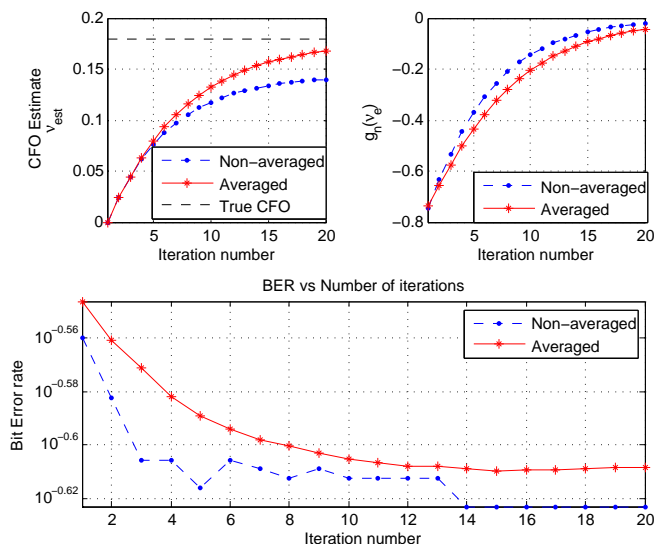 0.2
0.15
0.1
0.05
0
5 10 15 20
Iteration number
CFO Estimate
ν_est
Non−averaged
Averaged
True CFO
0
−0.2
−0.4
−0.6
−0.8
5 10 15 20
Iteration number
g_n(ν_e)
Non−averaged
Averaged
BER vs Number of iterations
10^−0.56
10^−0.58
10^−0.6
10^−0.62
2 4 6 8 10 12 14 16 18 20
Iteration number
Bit Error rate
Non−averaged
Averaged